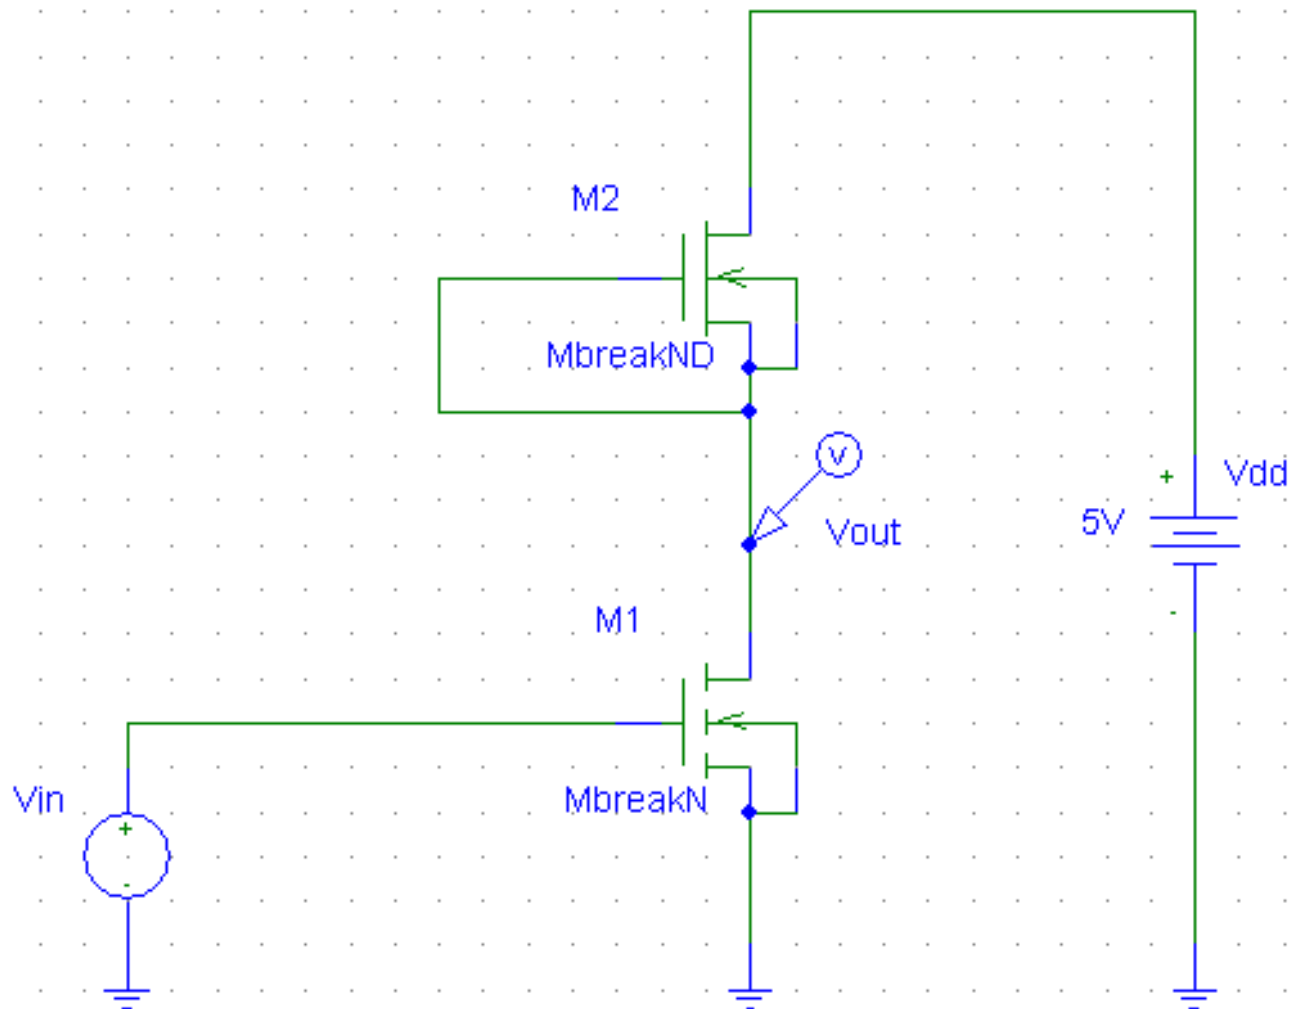 M2
MbreakND
V
Vout
+
Vdd
5V
-
M1
MbreakN
Vin
+
-